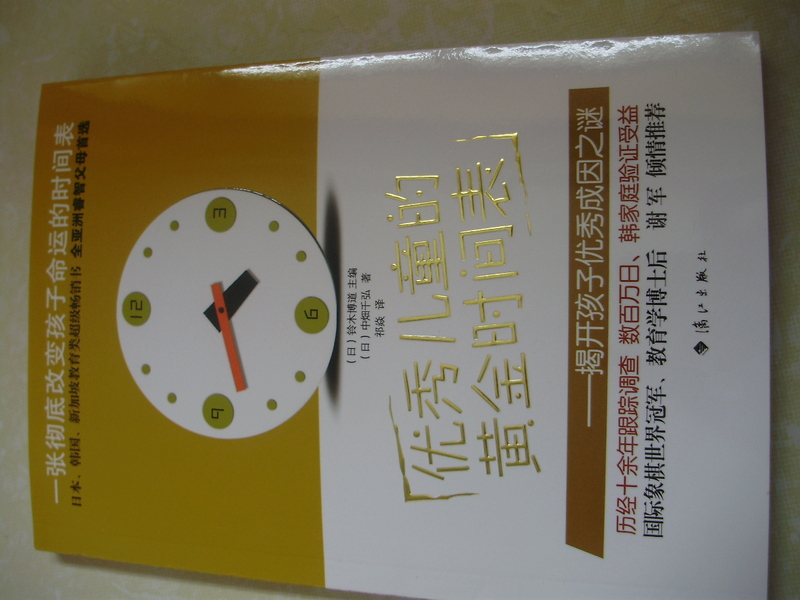 一张彻底改变孩子命运的时间表
日本、韩国、新加坡教育类超级畅销书 全亚洲睿智父母首选
12
3
6
9
(日)铃木博道 主编
(日)中畑千弘 著
祁焱 译
优秀儿童的
黄金时间表
——揭开孩子优秀成因之谜
历经十余年跟踪调查 数百万日、韩家庭验证受益
国际象棋世界冠军、教育学博士后 谢军 倾情推荐
漓江出版社